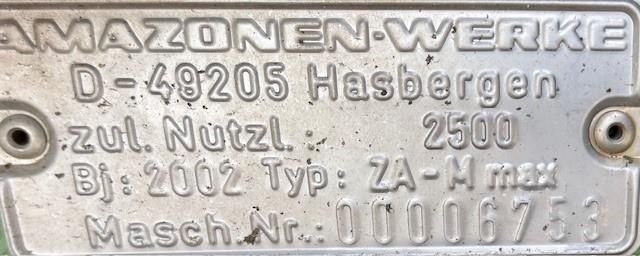 AMAZONEN-WERKE
D-49205 Hasbergen
zul. Nutzl.: 2500
Bj: 2002 Typ: ZA-M max
Masch.Nr.: 00006753